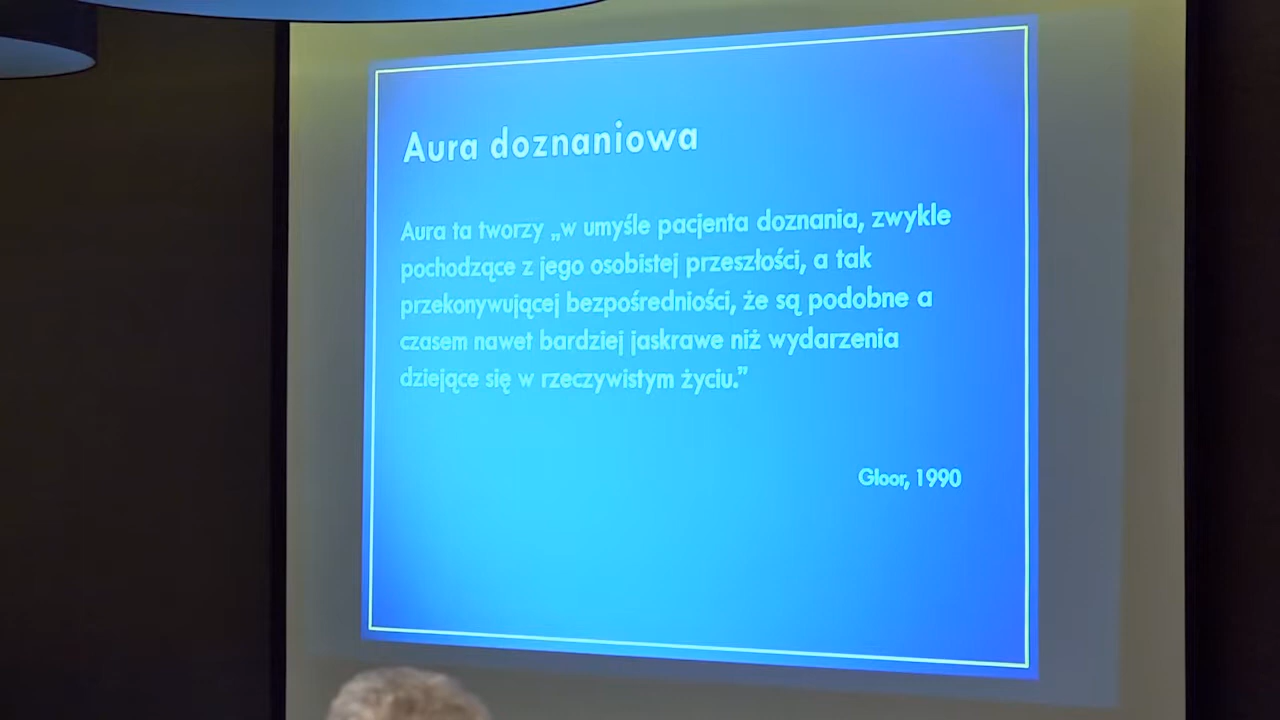 Aura doznaniowa
Aura ta tworzy „w umyśle pacjenta doznania, zwykle
pochodzące z jego osobistej przeszłości, a tak
przekonywującej bezpośredniości, że są podobne a
czasem nawet bardziej jaskrawe niż wydarzenia
dziejące się w rzeczywistym życiu.”
Gloor, 1990